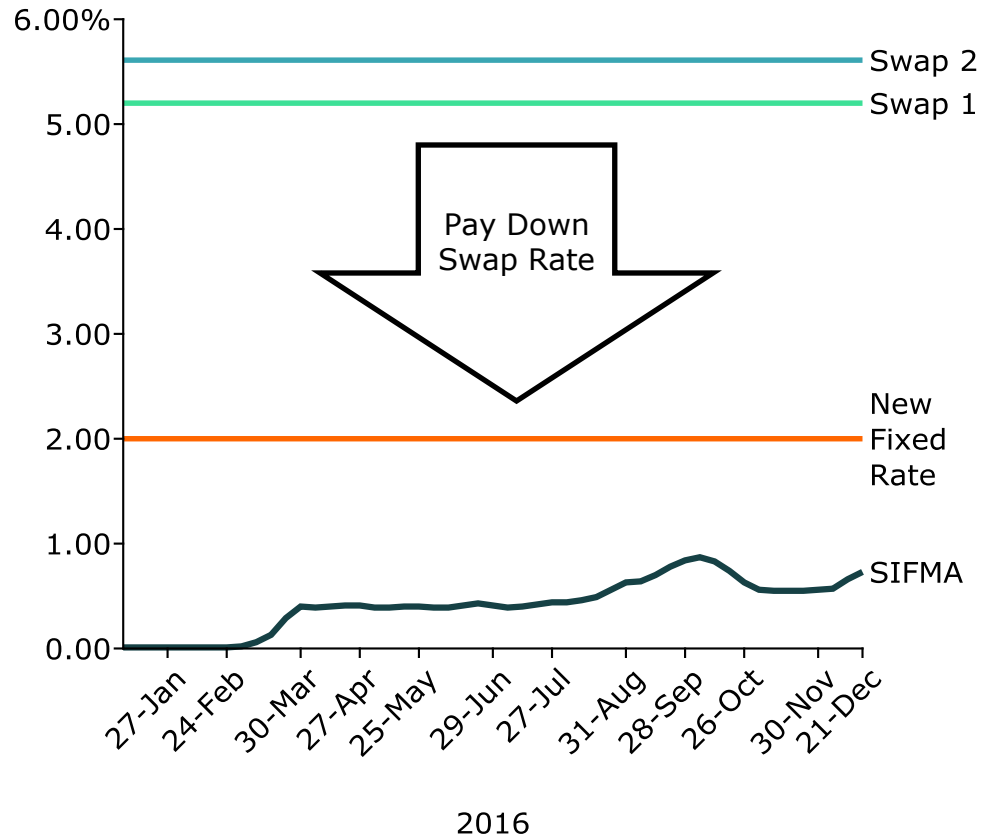 6.00%
Swap 2
Swap 1
5.00
4.00
Pay Down
Swap Rate
3.00
New
2.00
Fixed
Rate
1.00
SIFMA
0.00
27-Jan
24-Feb
30-Mar
27-Apr
25-May
29-Jun
27-Jul
31-Aug
28-Sep
26-Oct
30-Nov
21-Dec
2016